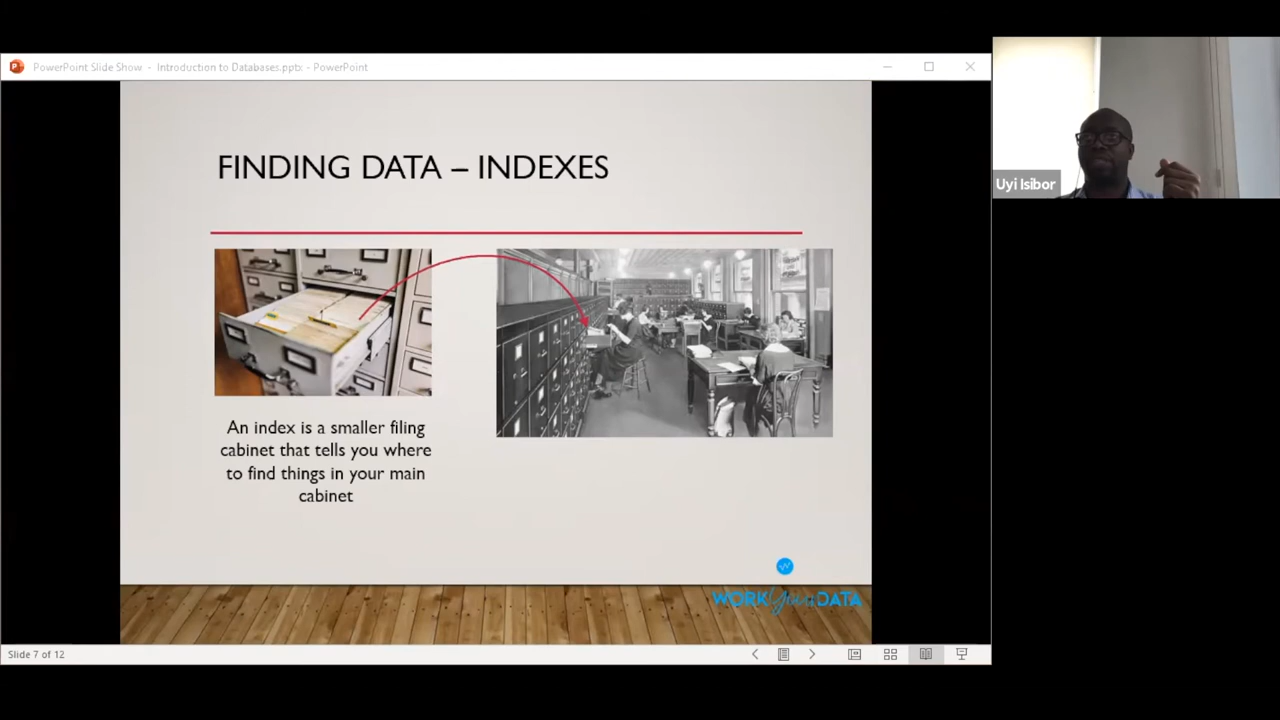 PowerPoint Slide Show - Introduction to Databases.pptx - PowerPoint
FINDING DATA – INDEXES
An index is a smaller filing
cabinet that tells you where
to find things in your main
cabinet
WORK Your DATA
Slide 7 of 12
Uyi Isibor